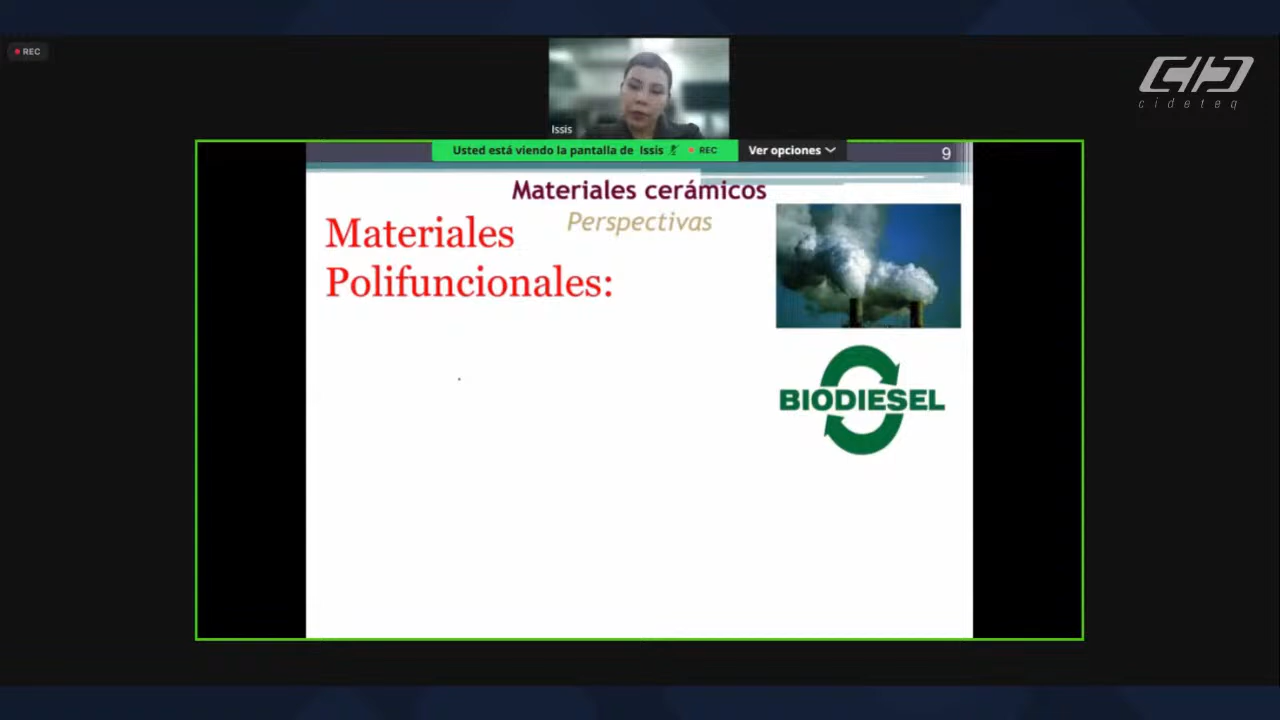 REC
cideteq
Issis
Usted está viendo la pantalla de Issis REC Ver opciones
9
Materiales cerámicos
Perspectivas
Materiales
Polifuncionales:
BIODIESEL